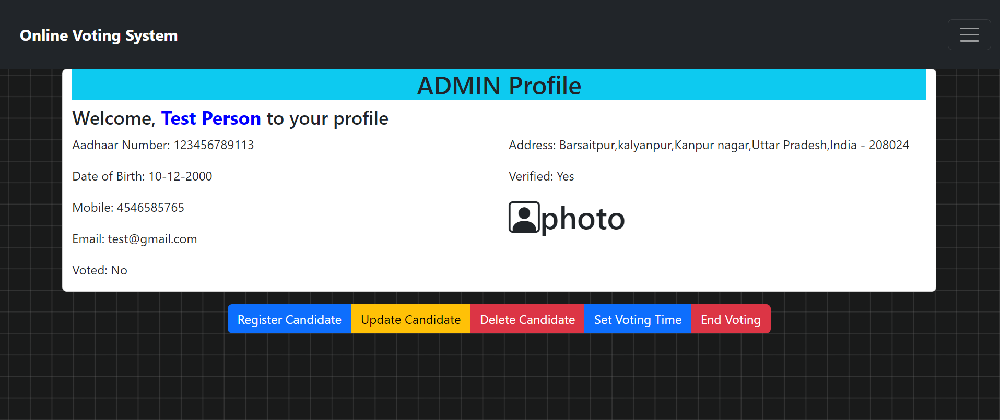 Online Voting System
ADMIN Profile
Welcome, Test Person to your profile
Aadhaar Number: 123456789113
Date of Birth: 10-12-2000
Mobile: 4546585765
Email: test@gmail.com
Voted: No
Address: Barsaitpur,kalyanpur,Kanpur nagar,Uttar Pradesh,India - 208024
Verified: Yes
photo
Register Candidate Update Candidate Delete Candidate Set Voting Time End Voting